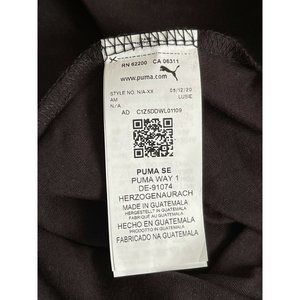 RN 62200 CA 06311
www.puma.com
STYLE NO. N/A-XX 05/12/20
AM LUSIE
N/A
AD C1Z5DDWL01109
PUMA SE
PUMA WAY 1
DE-91074
HERZOGENAURACH
MADE IN GUATEMALA
HERGESTELLT IN GUATEMALA
FABRIQUÉ AU GUATEMALA
HECHO EN GUATEMALA
PRODOTTO IN GUATEMALA
FABRICADO NA GUATEMALA